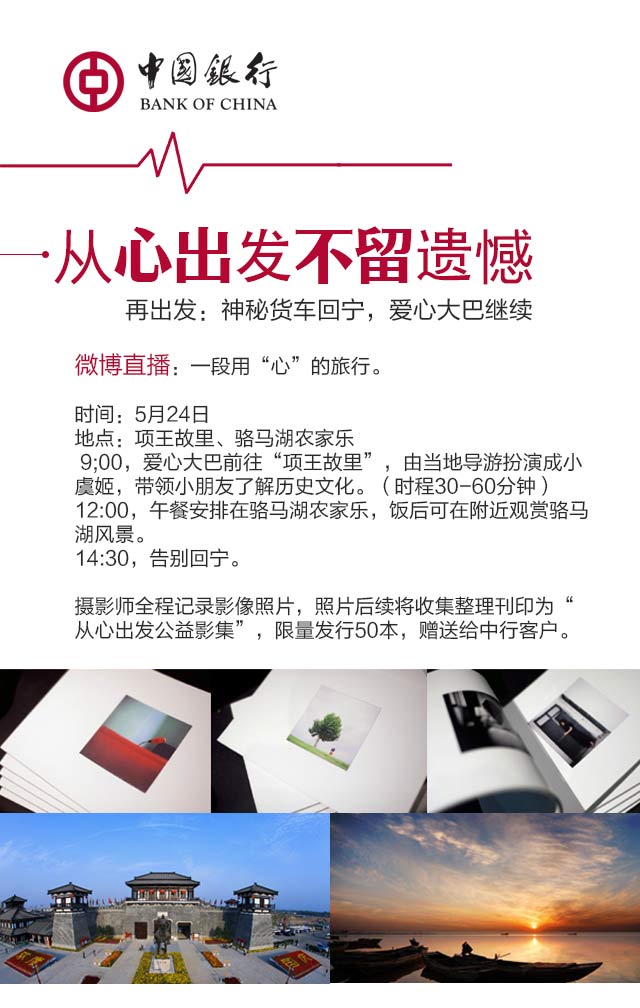 中國銀行
BANK OF CHINA
从心出发不留遗憾
再出发：神秘货车回宁，爱心大巴继续
微博直播：一段用“心”的旅行。
时间：5月24日
地点：项王故里、骆马湖农家乐
9;00，爱心大巴前往“项王故里”，由当地导游扮演成小
虞姬，带领小朋友了解历史文化。（时程30-60分钟）
12:00，午餐安排在骆马湖农家乐，饭后可在附近观赏骆马
湖风景。
14:30，告别回宁。
摄影师全程记录影像照片，照片后续将收集整理刊印为“
从心出发公益影集”，限量发行50本，赠送给中行客户。